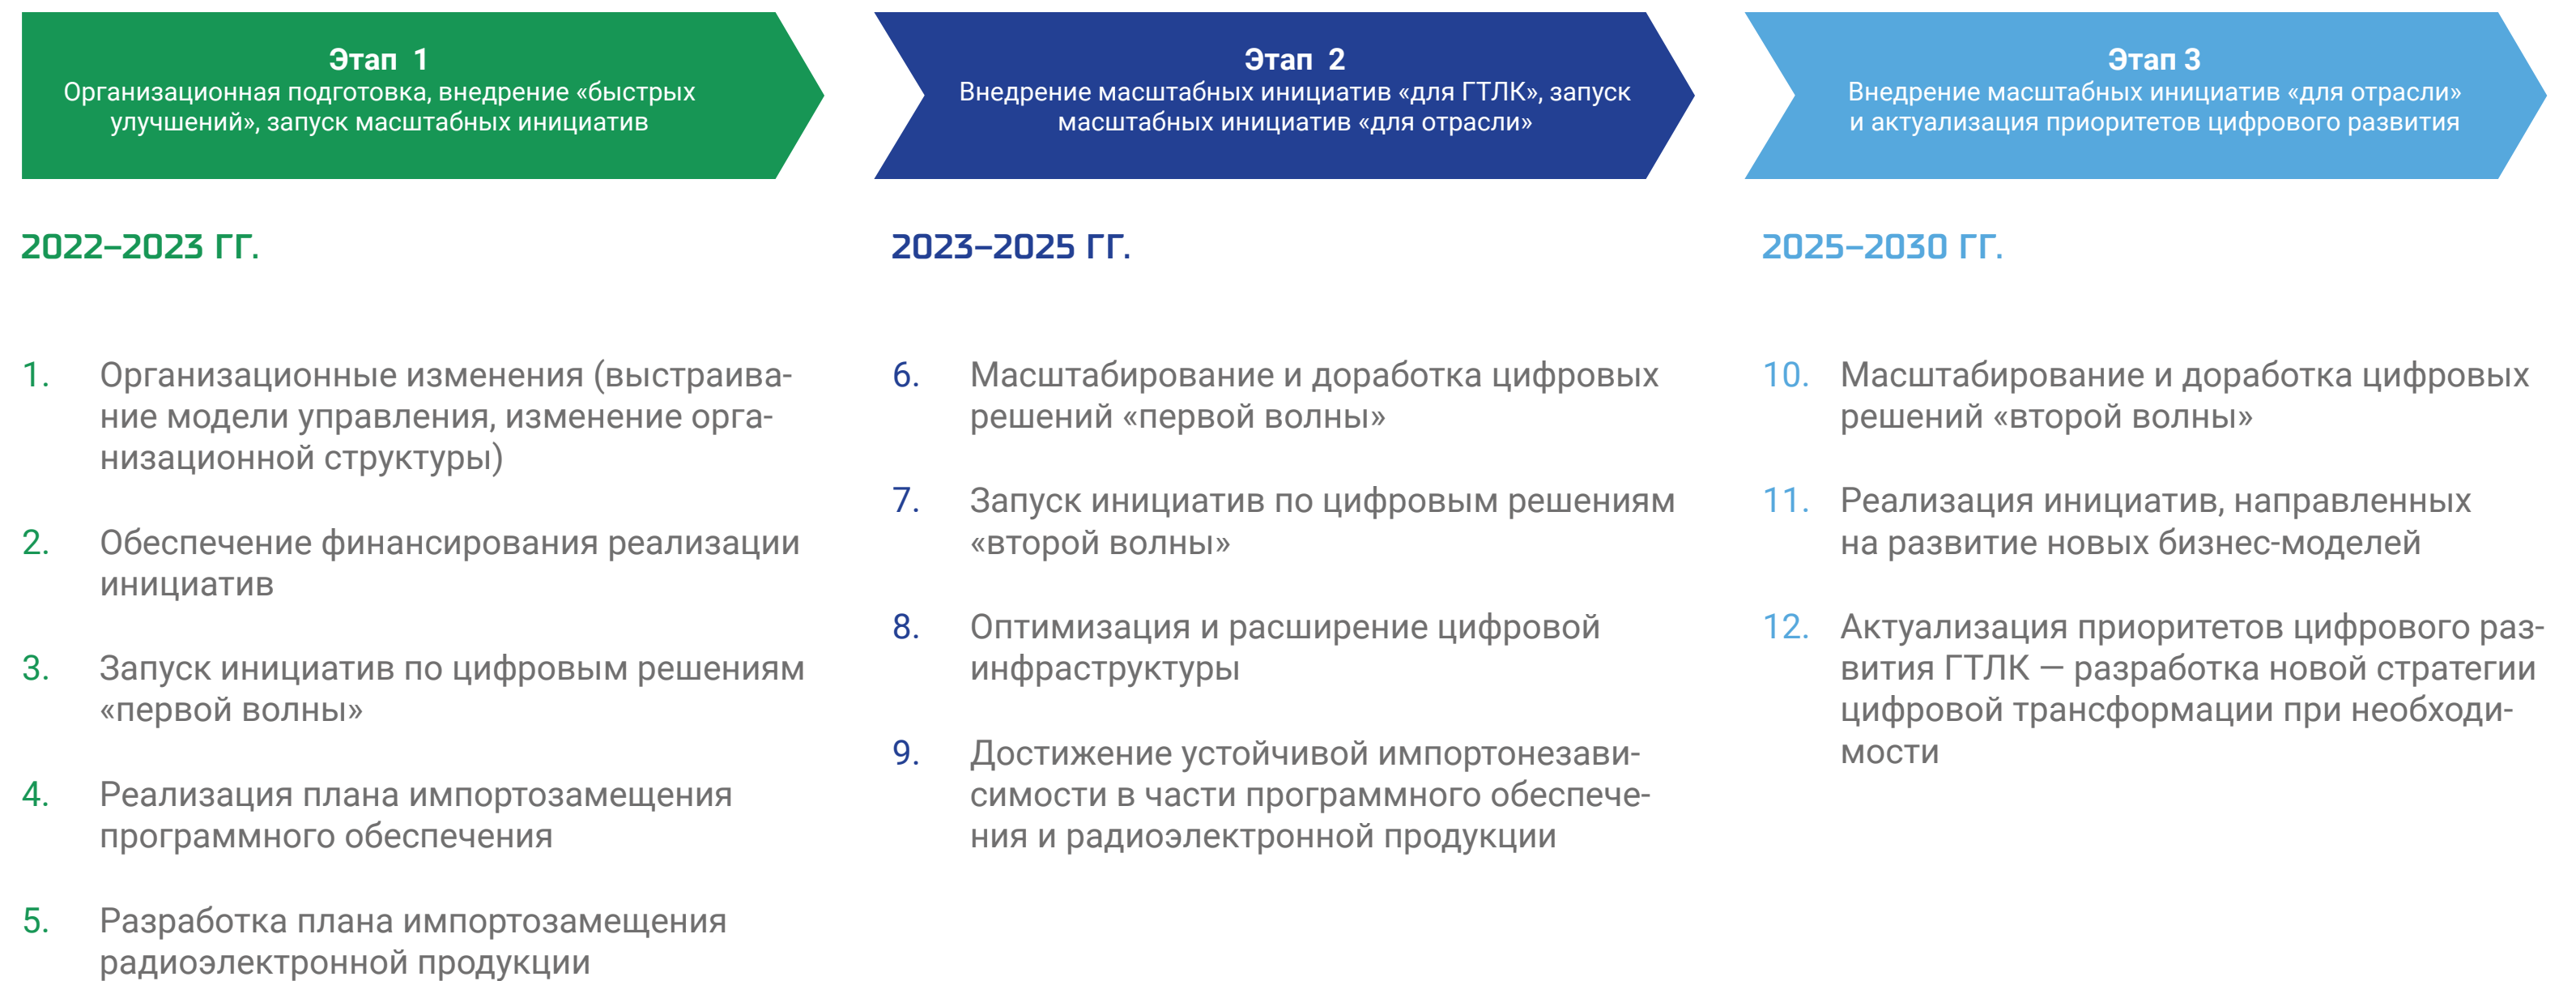 Этап 1
Организационная подготовка, внедрение «быстрых
улучшений», запуск масштабных инициатив
2022–2023 ГГ.
1. Организационные изменения (выстраива-
ние модели управления, изменение орга-
низационной структуры)
2. Обеспечение финансирования реализации
инициатив
3. Запуск инициатив по цифровым решениям
«первой волны»
4. Реализация плана импортозамещения
программного обеспечения
5. Разработка плана импортозамещения
радиоэлектронной продукции
Этап 2
Внедрение масштабных инициатив «для ГТЛК», запуск
масштабных инициатив «для отрасли»
2023–2025 ГГ.
6. Масштабирование и доработка цифровых
решений «первой волны»
7. Запуск инициатив по цифровым решениям
«второй волны»
8. Оптимизация и расширение цифровой
инфраструктуры
9. Достижение устойчивой импортонезави-
симости в части программного обеспече-
ния и радиоэлектронной продукции
Этап 3
Внедрение масштабных инициатив «для отрасли»
и актуализация приоритетов цифрового развития
2025–2030 ГГ.
10. Масштабирование и доработка цифровых
решений «второй волны»
11. Реализация инициатив, направленных
на развитие новых бизнес-моделей
12. Актуализация приоритетов цифрового раз-
вития ГТЛК — разработка новой стратегии
цифровой трансформации при необходи-
мости